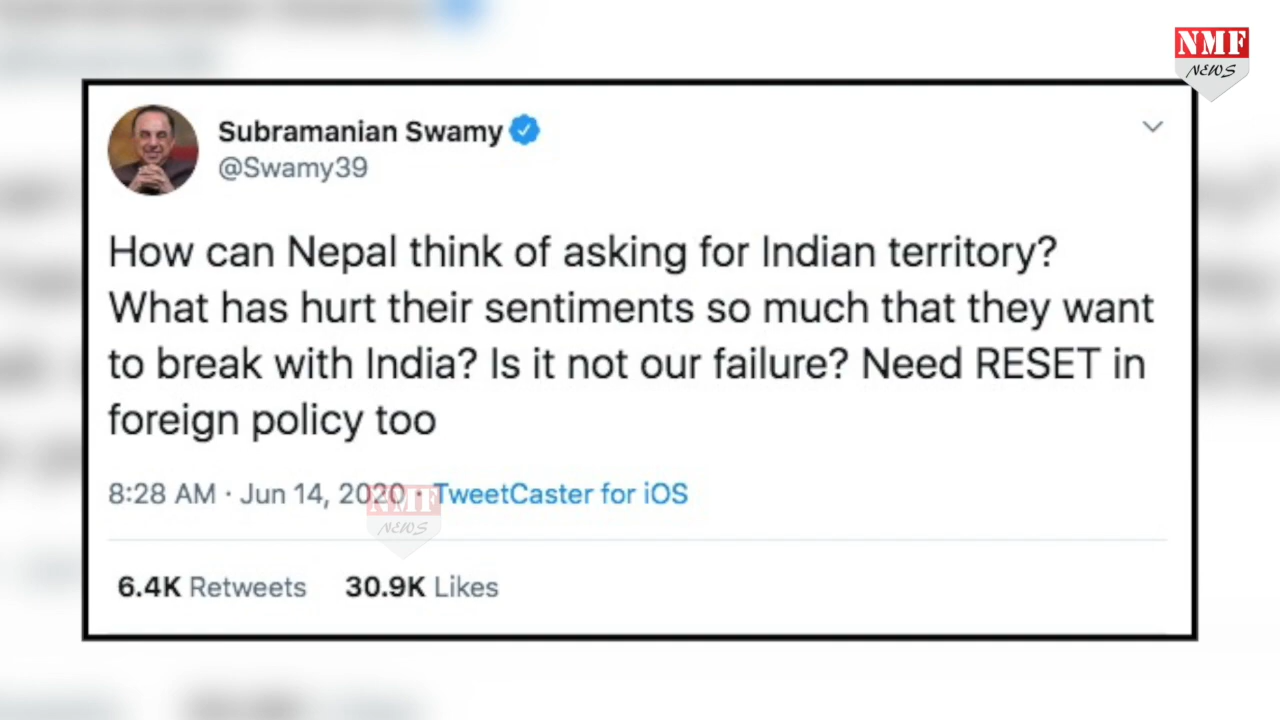 NMF
NEWS
Subramanian Swamy
@Swamy39
How can Nepal think of asking for Indian territory?
What has hurt their sentiments so much that they want
to break with India? Is it not our failure? Need RESET in
foreign policy too
8:28 AM · Jun 14, 2020 · TweetCaster for iOS
NMF
NEWS
6.4K Retweets 30.9K Likes